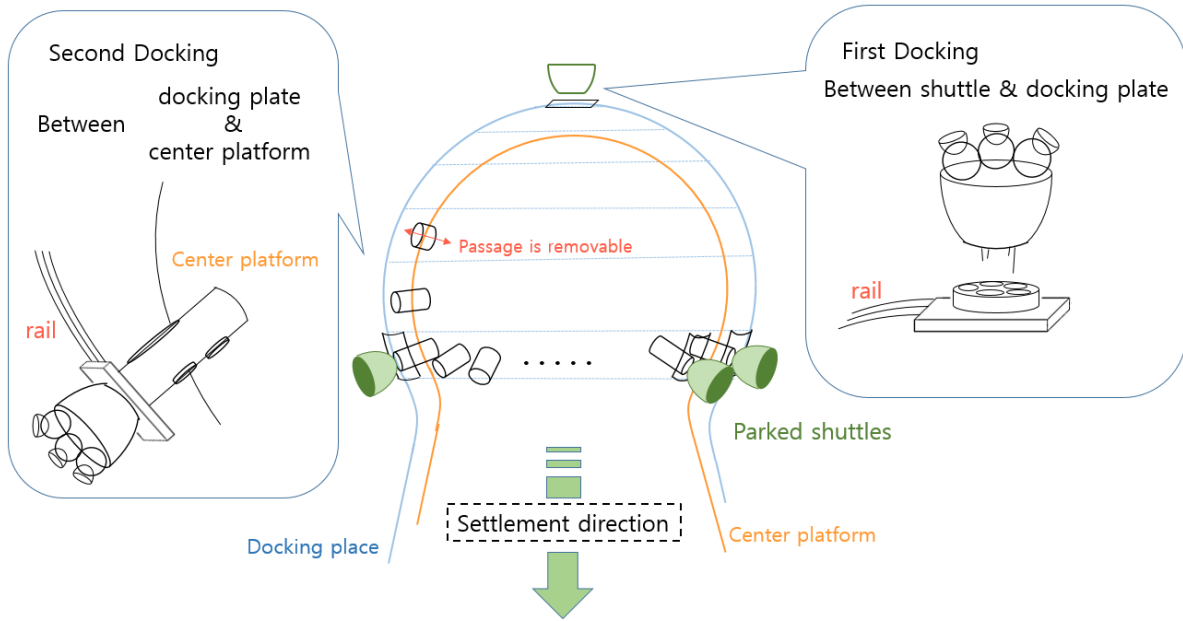 Second Docking
Between
docking plate
&
center platform
Center platform
rail
First Docking
Between shuttle & docking plate
rail
Passage is removable
.....
Parked shuttles
Settlement direction
Docking place
Center platform